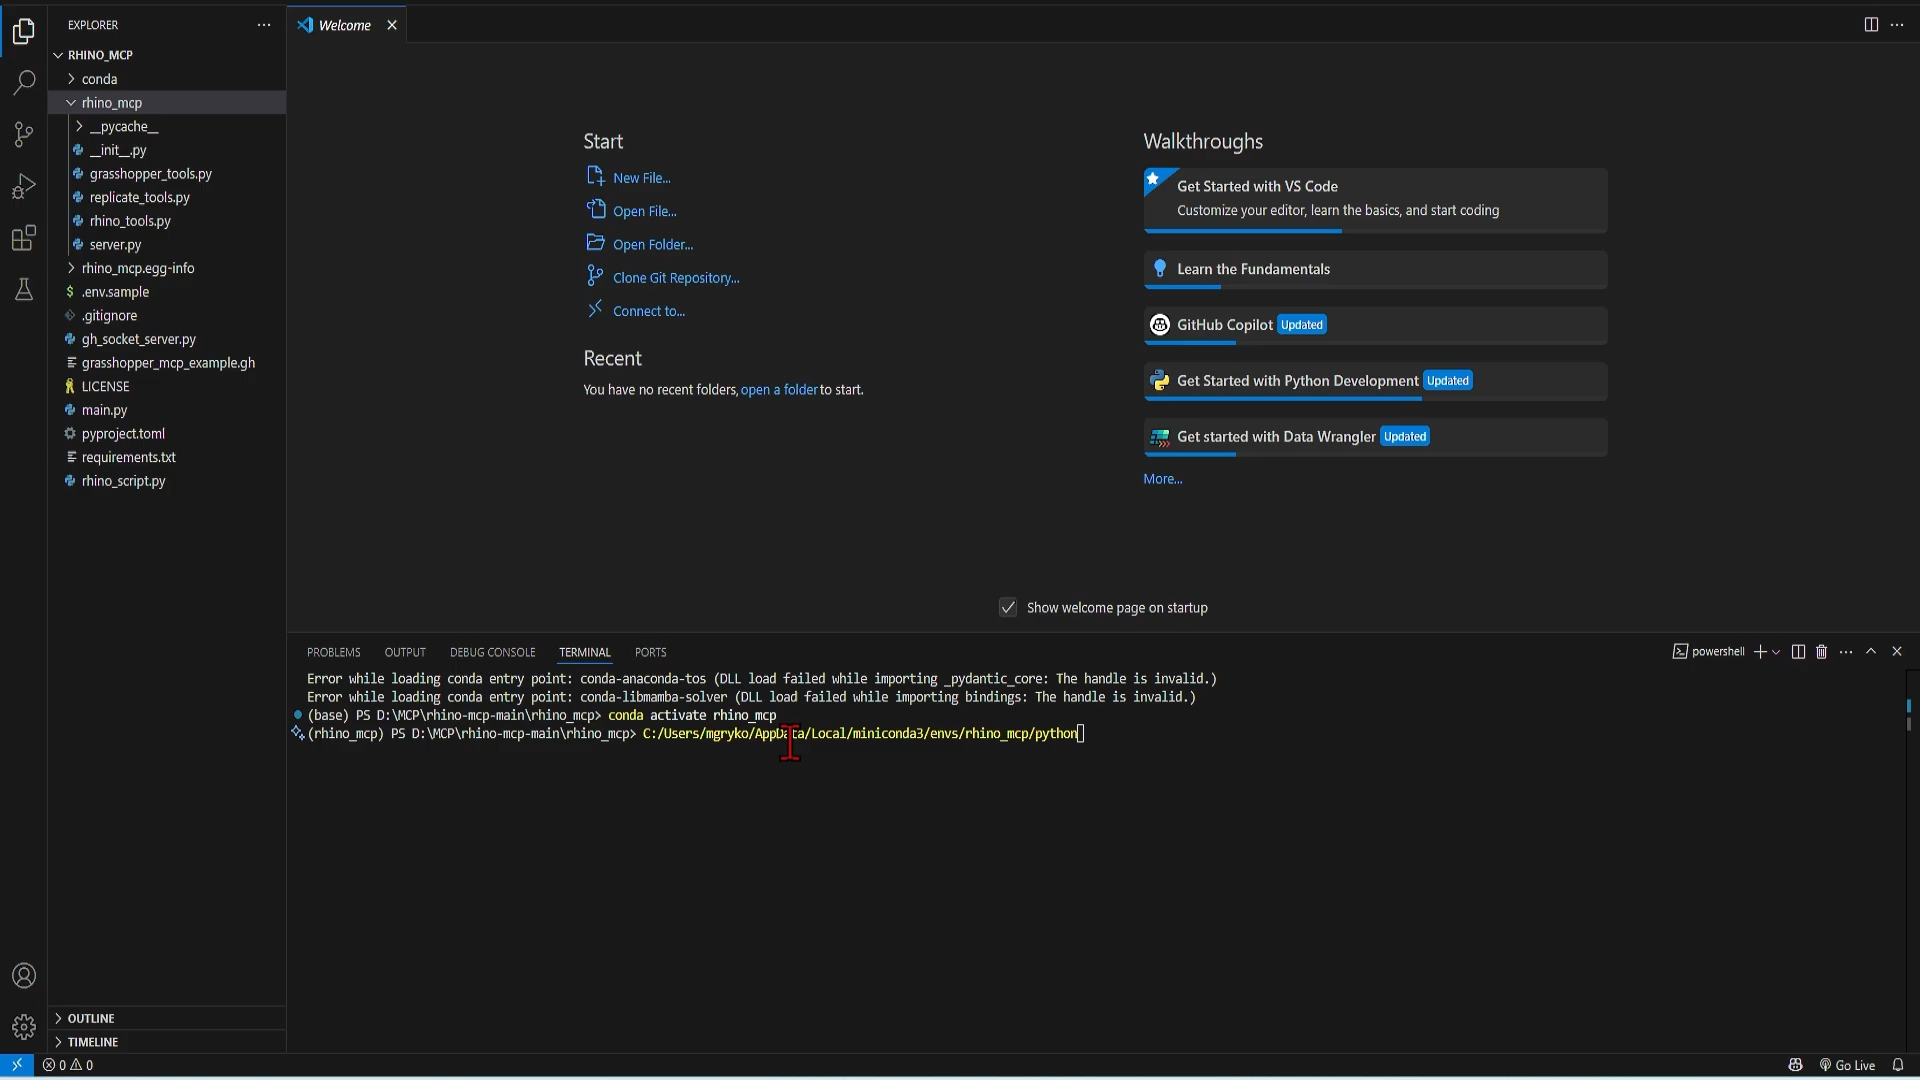 EXPLORER
RHINO_MCP
conda
rhino_mcp
__pycache__
__init__.py
grasshopper_tools.py
replicate_tools.py
rhino_tools.py
server.py
rhino_mcp.egg-info
.env.sample
.gitignore
gh_socket_server.py
grasshopper_mcp_example.gh
LICENSE
main.py
pyproject.toml
requirements.txt
rhino_script.py
OUTLINE
TIMELINE
Welcome
Start
New File...
Open File...
Open Folder...
Clone Git Repository...
Connect to...
Recent
You have no recent folders, open a folder to start.
Walkthroughs
Get Started with VS Code
Customize your editor, learn the basics, and start coding
Learn the Fundamentals
GitHub Copilot Updated
Get Started with Python Development Updated
Get started with Data Wrangler Updated
More...
Show welcome page on startup
PROBLEMS OUTPUT DEBUG CONSOLE TERMINAL PORTS
powershell
Error while loading conda entry point: conda-anaconda-tos (DLL load failed while importing _pydantic_core: The handle is invalid.)
Error while loading conda entry point: conda-libmamba-solver (DLL load failed while importing bindings: The handle is invalid.)
(base) PS D:\MCP\rhino-mcp-main\rhino_mcp> conda activate rhino_mcp
(rhino_mcp) PS D:\MCP\rhino-mcp-main\rhino_mcp> C:/Users/mgryko/AppData/Local/miniconda3/envs/rhino_mcp/python
0 0
Go Live